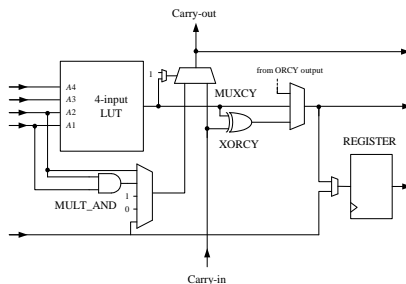 Carry-out
from ORCY output
1
A4
A3
A2
A1
4-input
LUT
MUXCY
XORCY
REGISTER
MULT_AND
1
0
Carry-in